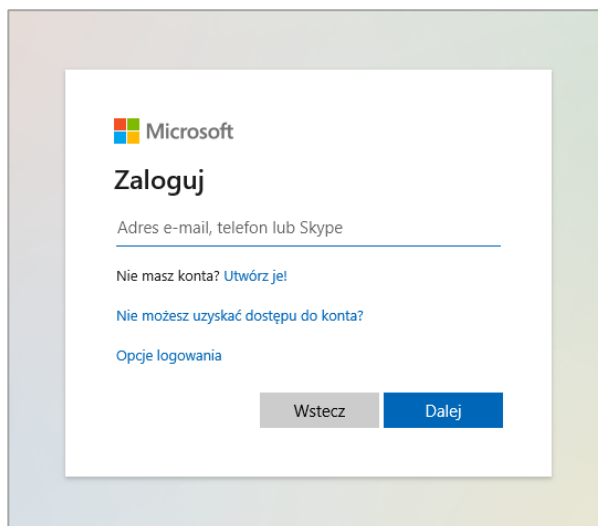 Microsoft
Zaloguj
Adres e-mail, telefon lub Skype
Nie masz konta? Utwórz je!
Nie możesz uzyskać dostępu do konta?
Opcje logowania
Wstecz Dalej